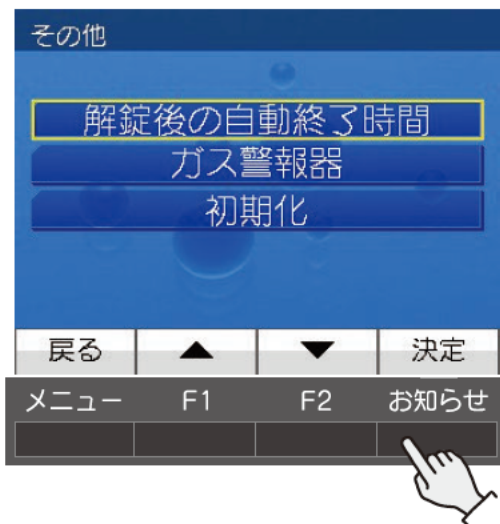 その他
解錠後の自動終了時間
ガス警報器
初期化
戻る ▲ ▼ 決定
メニュー F1 F2 お知らせ